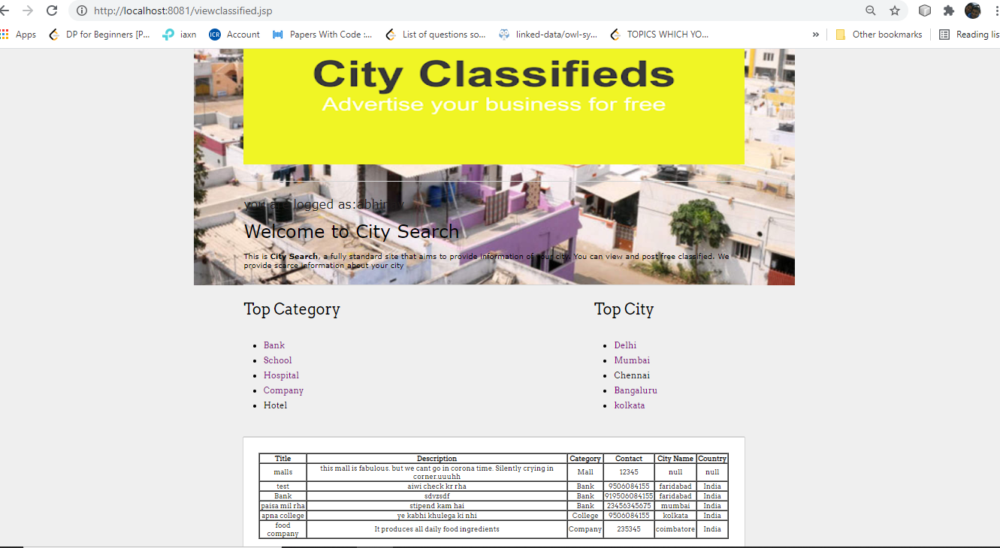 http://localhost:8081/viewclassified.jsp
Apps DP for Beginners [P... iaxn ICR Account Papers With Code :... List of questions so... linked-data/owl-sy... TOPICS WHICH YO... » Other bookmarks Reading lis
City Classifieds
Advertise your business for free
you are logged as:abhinav
Welcome to City Search
This is City Search, a fully standard site that aims to provide information of your city. You can view and post free classified. We
provide scarce information about your city
Top Category
Bank
School
Hospital
Company
Hotel
Top City
Delhi
Mumbai
Chennai
Bangaluru
kolkata
Title Description Category Contact City Name Country
malls this mall is fabulous. but we cant go in corona time. Silently crying in
corner.uuuhh Mall 12345 null null
test aiwi check kr rha Bank 9506084155 faridabad India
Bank sdvzsdf Bank 919506084155 faridabad India
paisa mil rha stipend kam hai Bank 23456345675 mumbai India
apna college ye kabhi khulega ki nhi College 9506084155 kolkata India
food
company It produces all daily food ingredients Company 235345 coimbatore India